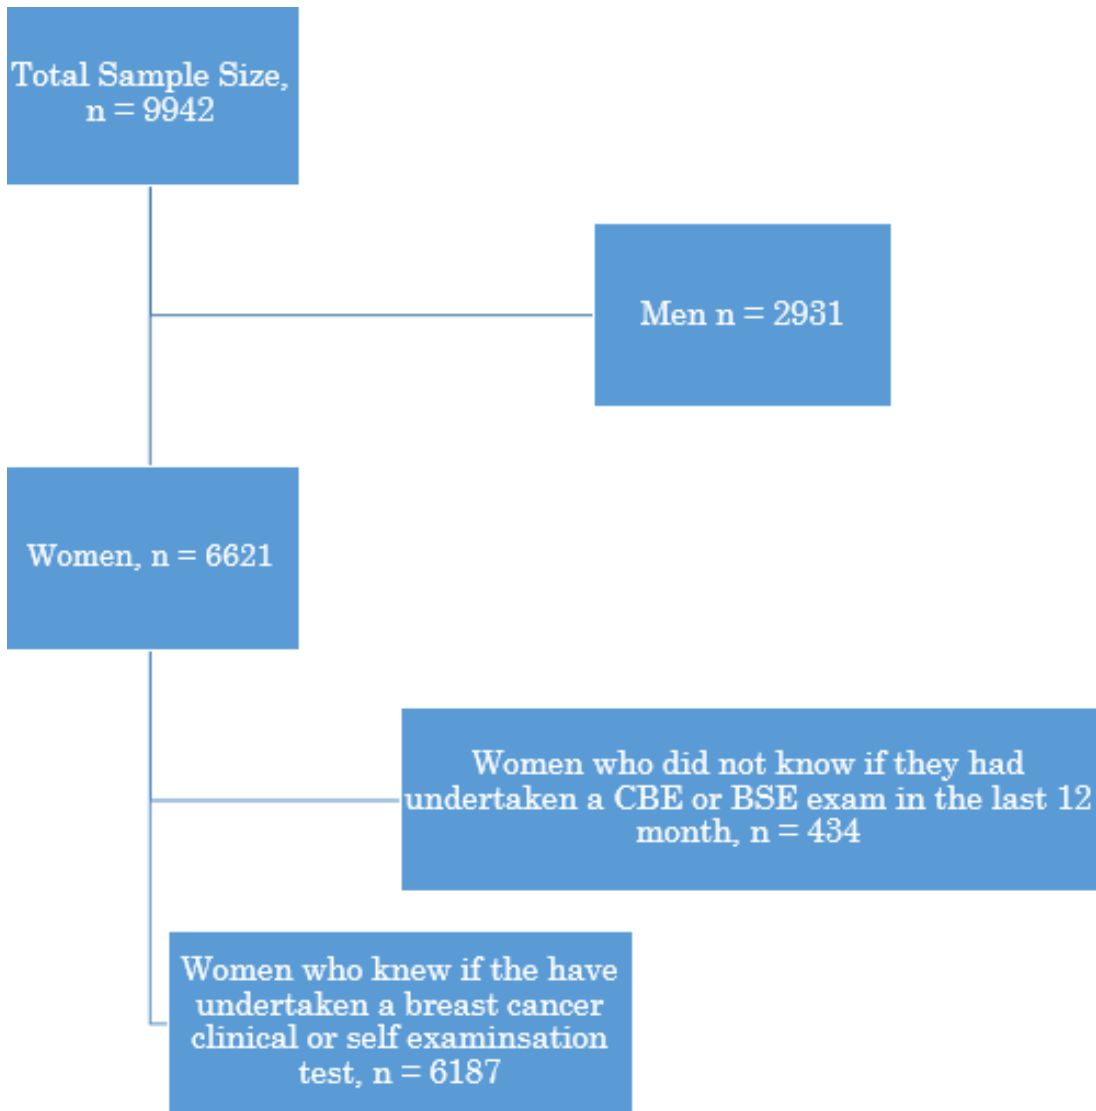 Total Sample Size,
n = 9942
Men n = 2931
Women, n = 6621
Women who did not know if they had
undertaken a CBE or BSE exam in the last 12
month, n = 434
Women who knew if the have
undertaken a breast cancer
clinical or self examinsation
test, n = 6187